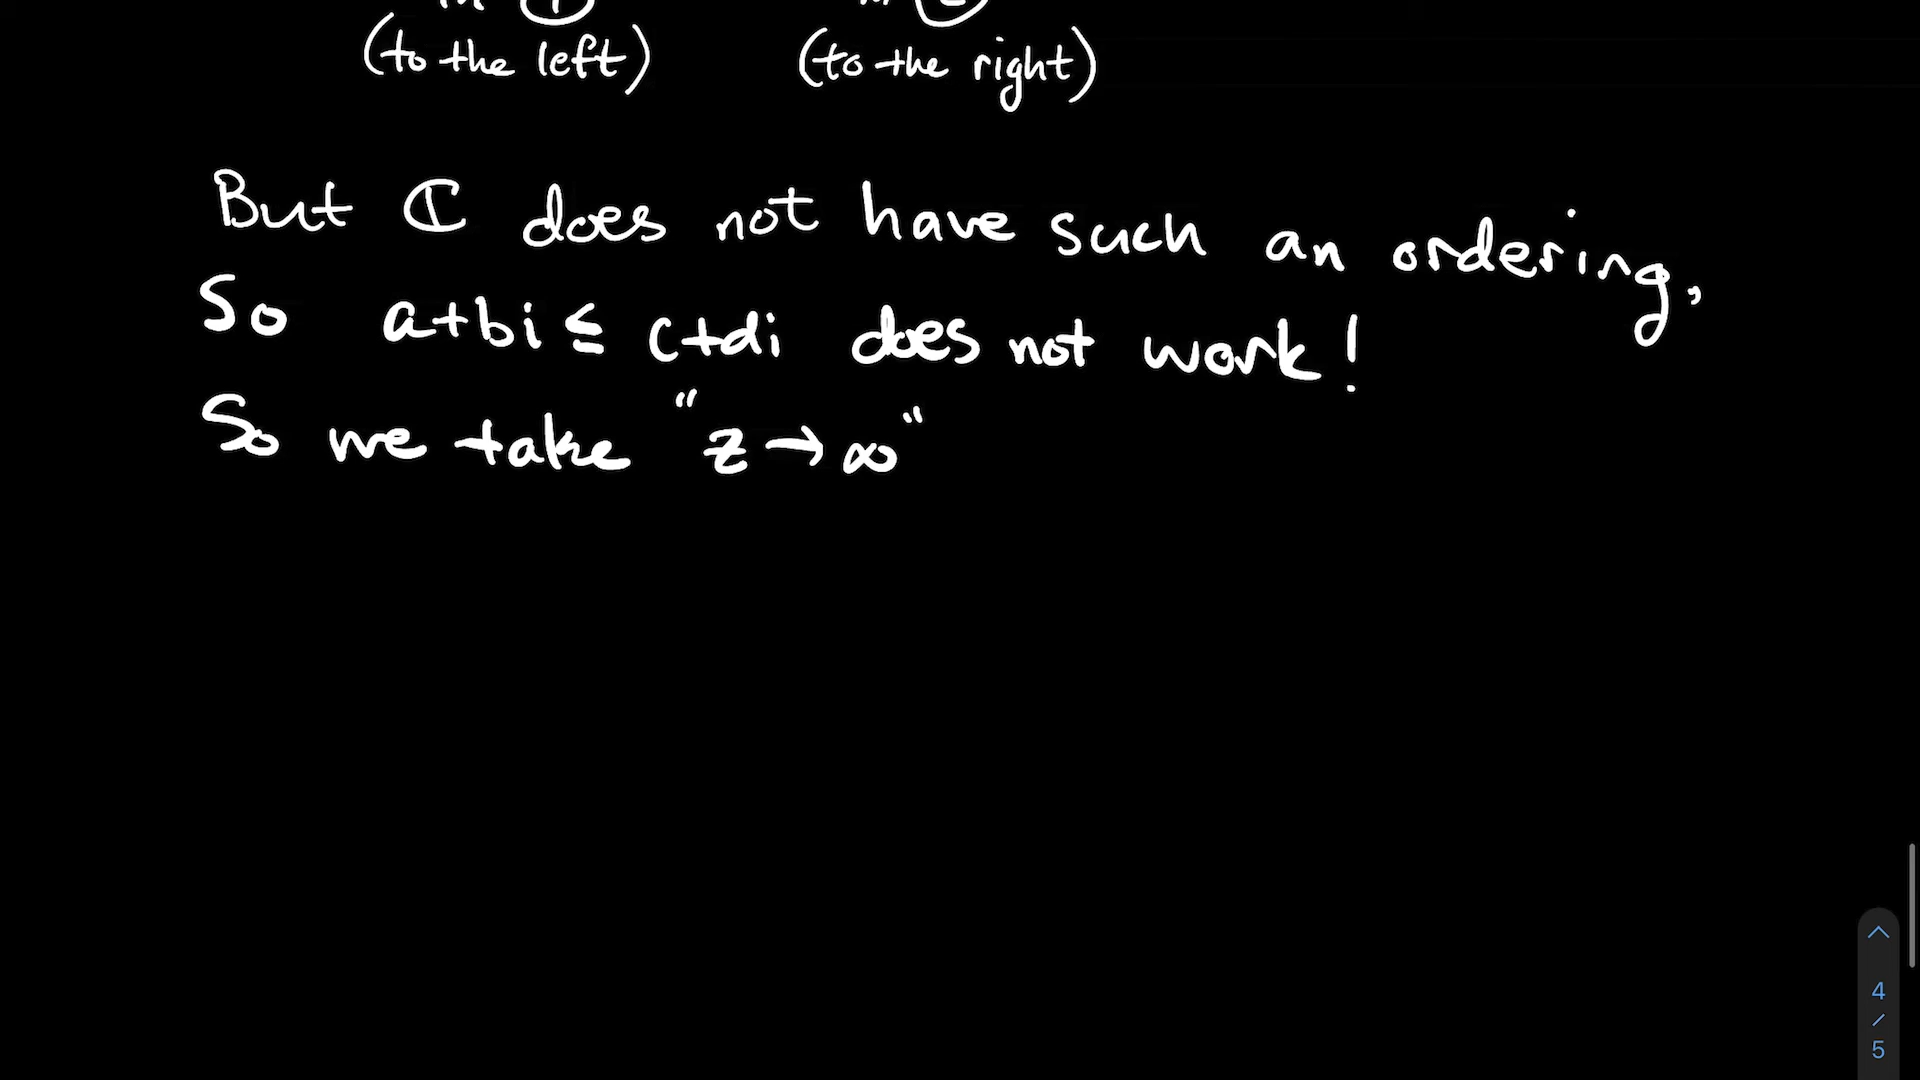 (to the left) (to the right)
But ℂ does not have such an ordering,
So a+bi ≤ c+di does not work!
So we take "z→∞"
4
/
5